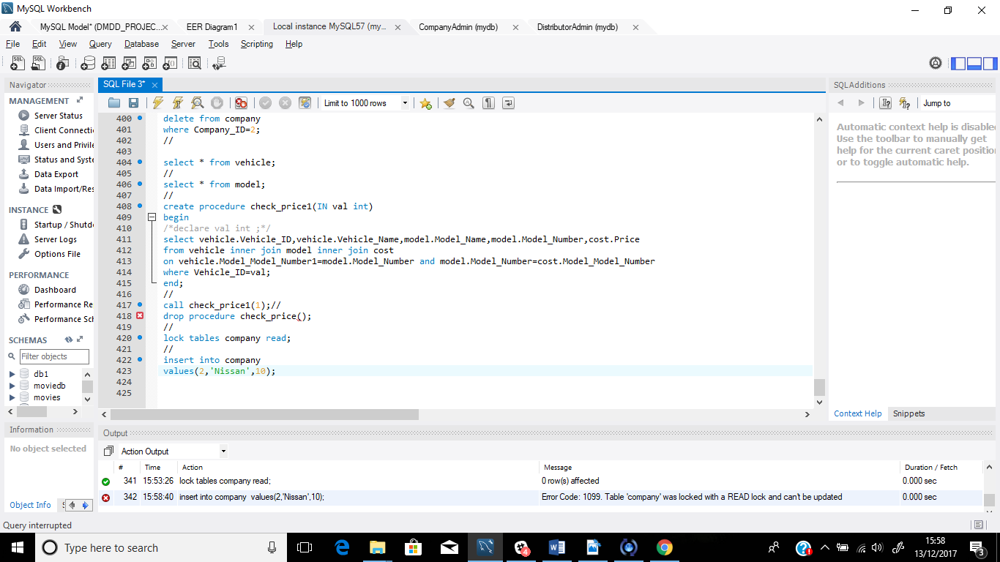 MySQL Workbench
MySQL Model* (DMDD_PROJEC...
EER Diagram1
Local instance MySQL57 (my...
CompanyAdmin (mydb)
DistributorAdmin (mydb)
File Edit View Query Database Server Tools Scripting Help
Navigator
MANAGEMENT
Server Status
Client Connecti
Users and Privile
Status and Syste
Data Export
Data Import/Res
INSTANCE
Startup / Shutd
Server Logs
Options File
PERFORMANCE
Dashboard
Performance Re
Performance Sch
SCHEMAS
Filter objects
db1
moviedb
movies
Information
No object selected
Object Info
SQL File 3*
Limit to 1000 rows
400 delete from company
401 where Company_ID=2;
402 //
403
404 select * from vehicle;
405 //
406 select * from model;
407 //
408 create procedure check_price1(IN val int)
409 begin
410 /*declare val int ;*/
411 select vehicle.Vehicle_ID,vehicle.Vehicle_Name,model.Model_Name,model.Model_Number,cost.Price
412 from vehicle inner join model inner join cost
413 on vehicle.Model_Model_Number1=model.Model_Number and model.Model_Number=cost.Model_Model_Number
414 where Vehicle_ID=val;
415 end;
416 //
417 call check_price1(1);//
418 drop procedure check_price();
419 //
420 lock tables company read;
421 //
422 insert into company
423 values(2,'Nissan',10);
424
425
SQLAdditions
Jump to
Automatic context help is disable
Use the toolbar to manually get
help for the current caret position
or to toggle automatic help.
Context Help Snippets
Output
Action Output
# Time Action Message Duration / Fetch
341 15:53:26 lock tables company read; 0 row(s) affected 0.000 sec
342 15:58:40 insert into company values(2,'Nissan',10); Error Code: 1099. Table 'company' was locked with a READ lock and can't be updated 0.000 sec
Query interrupted
Type here to search
4
15:58
13/12/2017
3